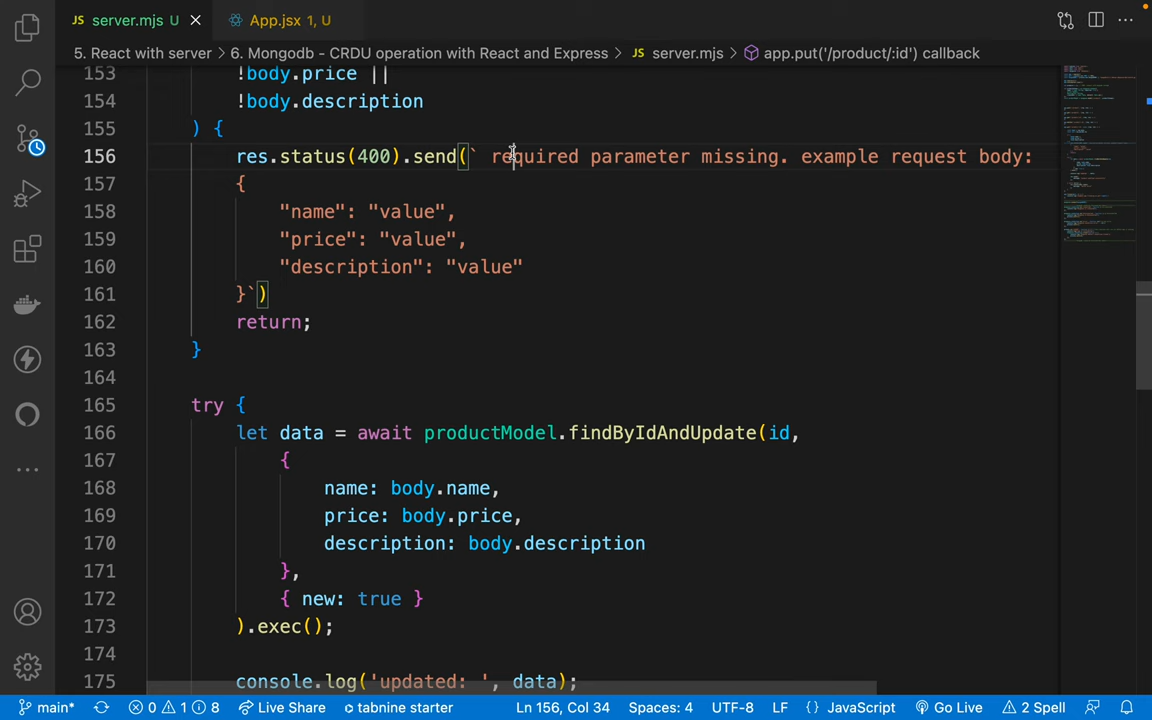 server.mjs U
App.jsx 1, U
5. React with server > 6. Mongodb - CRDU operation with React and Express > JS server.mjs > app.put('/product/:id') callback
153 !body.price ||
154 !body.description
155 ) {
156 res.status(400).send(` required parameter missing. example request body:
157 {
158 "name": "value",
159 "price": "value",
160 "description": "value"
161 }`)
162 return;
163 }
164
165 try {
166 let data = await productModel.findByIdAndUpdate(id,
167 {
168 name: body.name,
169 price: body.price,
170 description: body.description
171 },
172 { new: true }
173 ).exec();
174
175 console.log('updated: ', data);
main* 0 1 8 Live Share tabnine starter Ln 156, Col 34 Spaces: 4 UTF-8 LF {} JavaScript Go Live 2 Spell